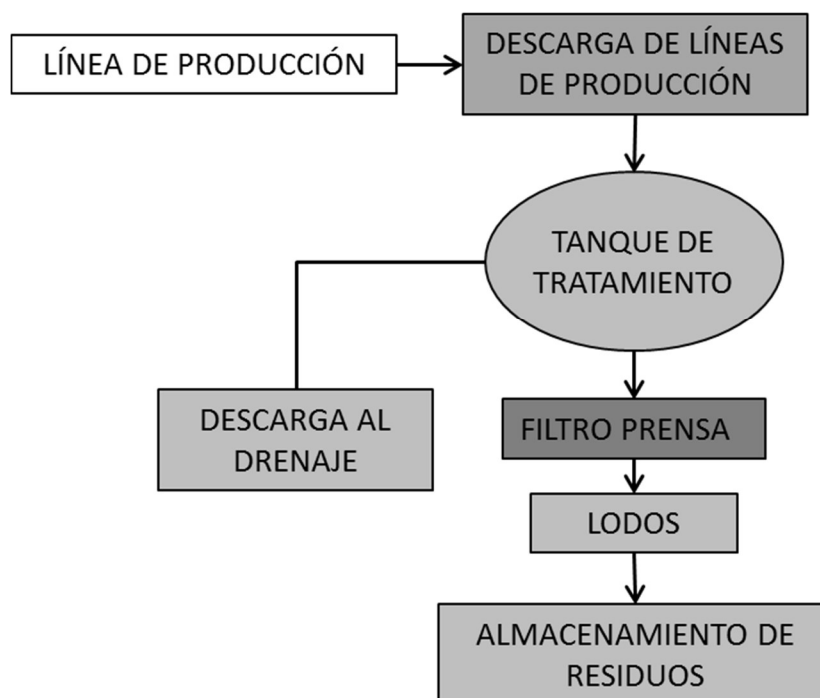 LÍNEA DE PRODUCCIÓN
DESCARGA DE LÍNEAS
DE PRODUCCIÓN
TANQUE DE
TRATAMIENTO
DESCARGA AL
DRENAJE
FILTRO PRENSA
LODOS
ALMACENAMIENTO DE
RESIDUOS